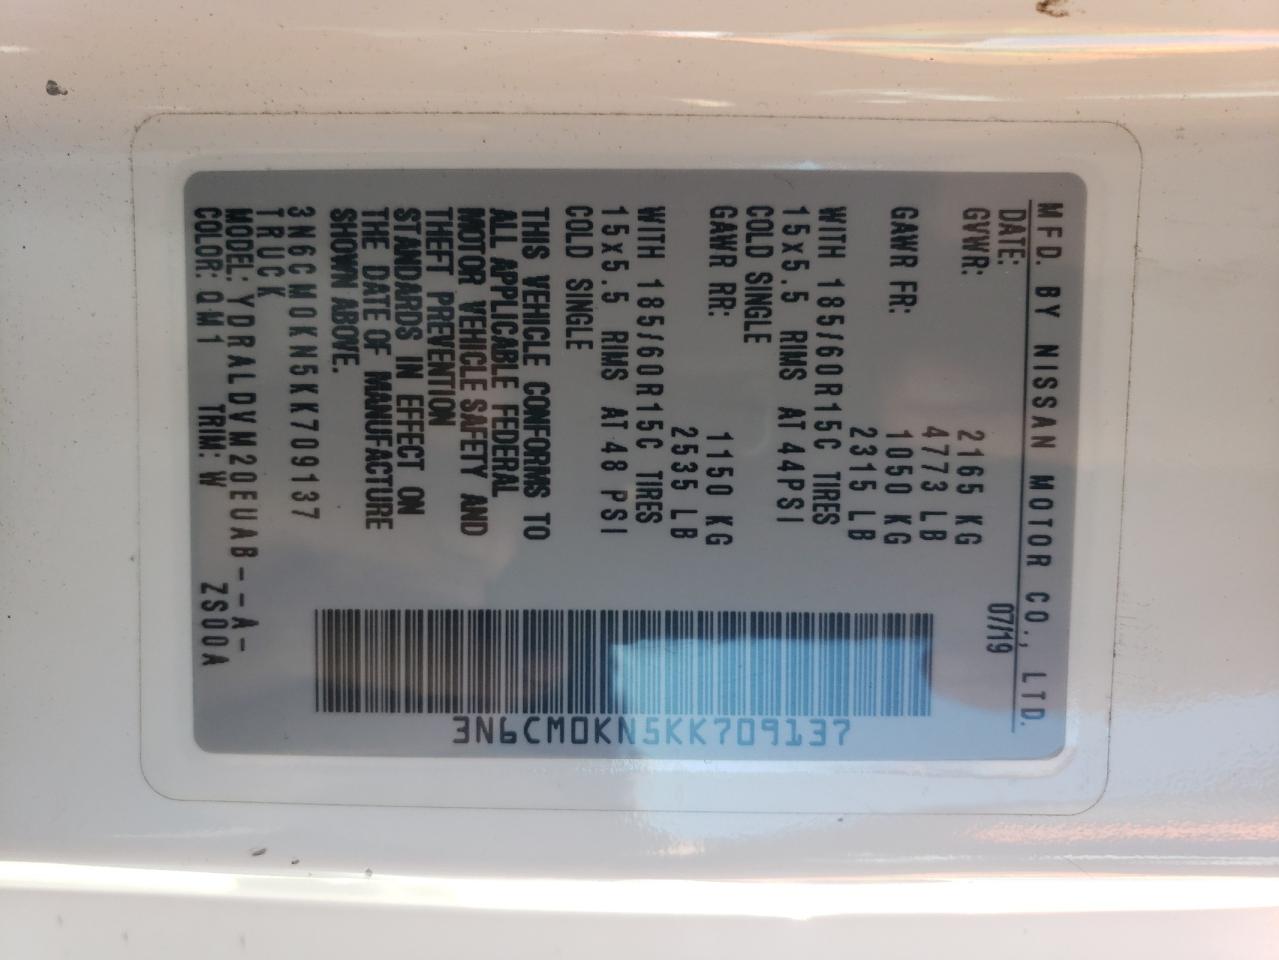 MFD. BY NISSAN MOTOR CO., LTD.
DATE: 07/19
GVWR: 2165 KG
4773 LB
GAWR FR: 1050 KG
2315 LB
WITH 185/60R15C TIRES
15x5.5 RIMS AT 44PSI
COLD SINGLE
GAWR RR: 1150 KG
2535 LB
WITH 185/60R15C TIRES
15x5.5 RIMS AT 48 PSI
COLD SINGLE
THIS VEHICLE CONFORMS TO
ALL APPLICABLE FEDERAL
MOTOR VEHICLE SAFETY AND
THEFT PREVENTION
STANDARDS IN EFFECT ON
THE DATE OF MANUFACTURE
SHOWN ABOVE.
3N6CM0KN5KK709137
TRUCK
MODEL: YDRALDVM20EUAB--A-
COLOR: QM1 TRIM: W ZS00A
3N6CM0KN5KK709137